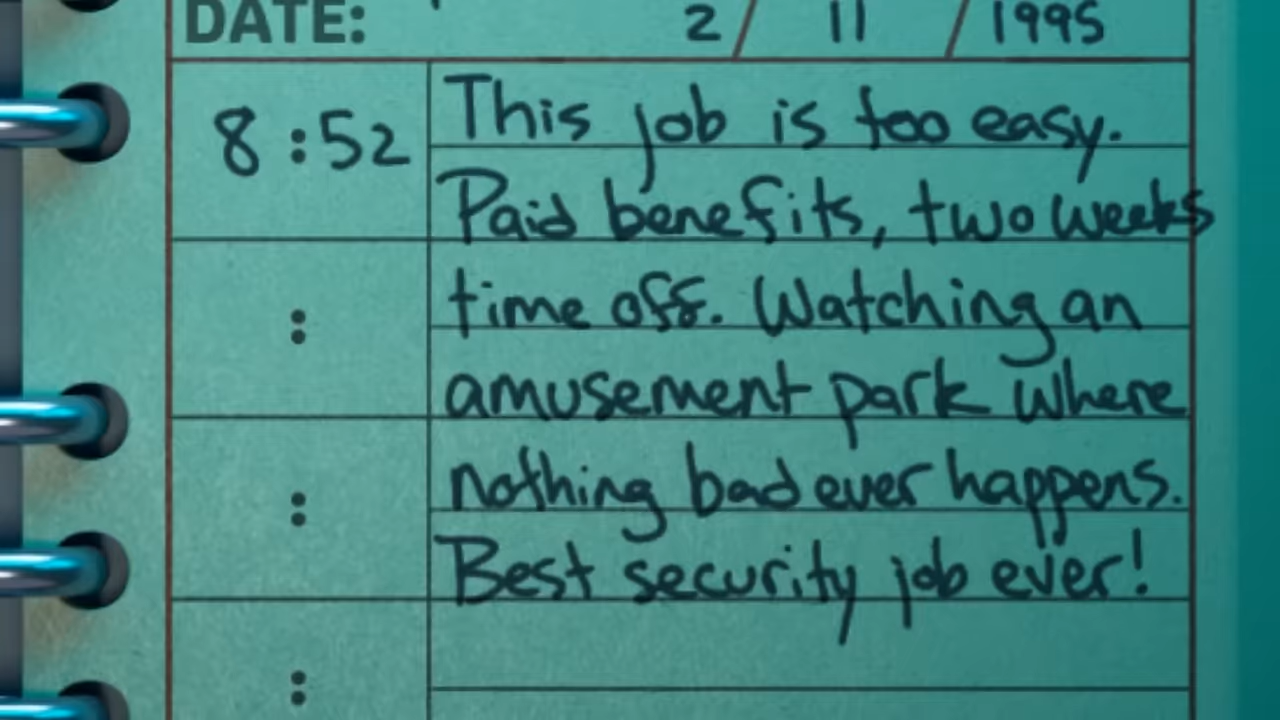 DATE: 2/11/1995
8:52 This job is too easy.
Paid benefits, two weeks
: time off. Watching an
amusement park where
: nothing bad ever happens.
Best security job ever!
: